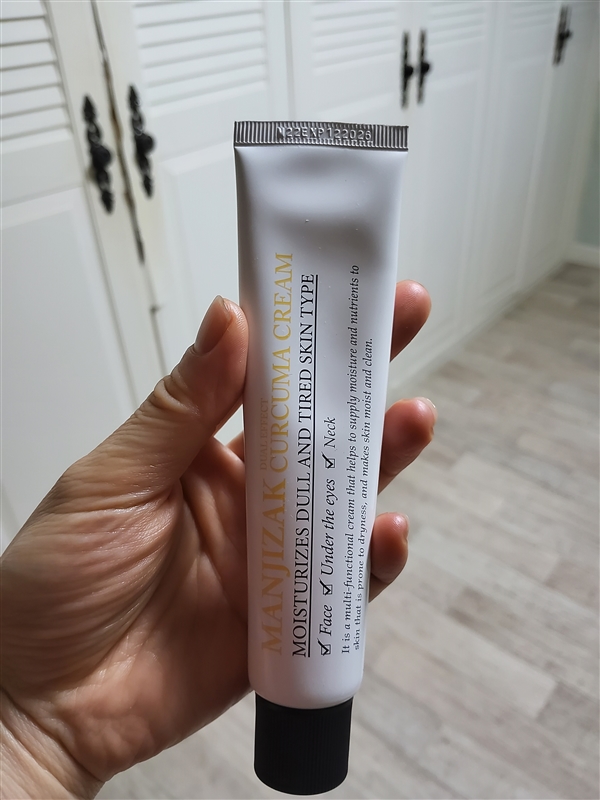 N22EXP122026
DUAL EFFECT
MANJIZAK CURCUMA CREAM
MOISTURIZES DULL AND TIRED SKIN TYPE
☑ Face ☑ Under the eyes ☑ Neck
It is a multi-functional cream that helps to supply moisture and nutrients to
skin that is prone to dryness, and makes skin moist and clean.